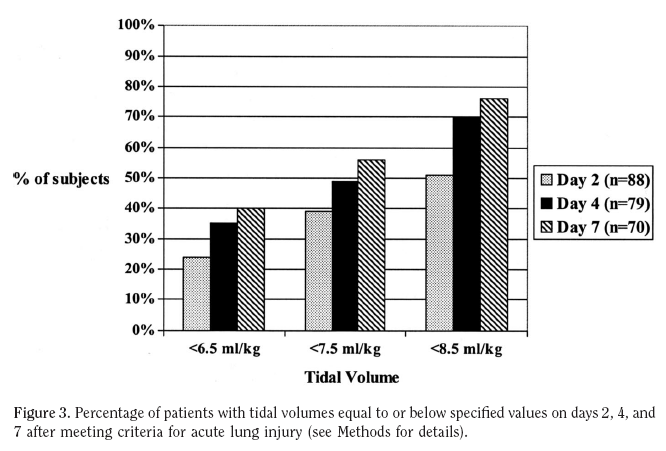 100%
90%
80%
70%
60%
% of subjects
50%
40%
30%
20%
10%
0%
Day 2 (n=88)
Day 4 (n=79)
Day 7 (n=70)
<6.5 ml/kg <7.5 ml/kg <8.5 ml/kg
Tidal Volume
Figure 3. Percentage of patients with tidal volumes equal to or below specified values on days 2, 4, and
7 after meeting criteria for acute lung injury (see Methods for details).